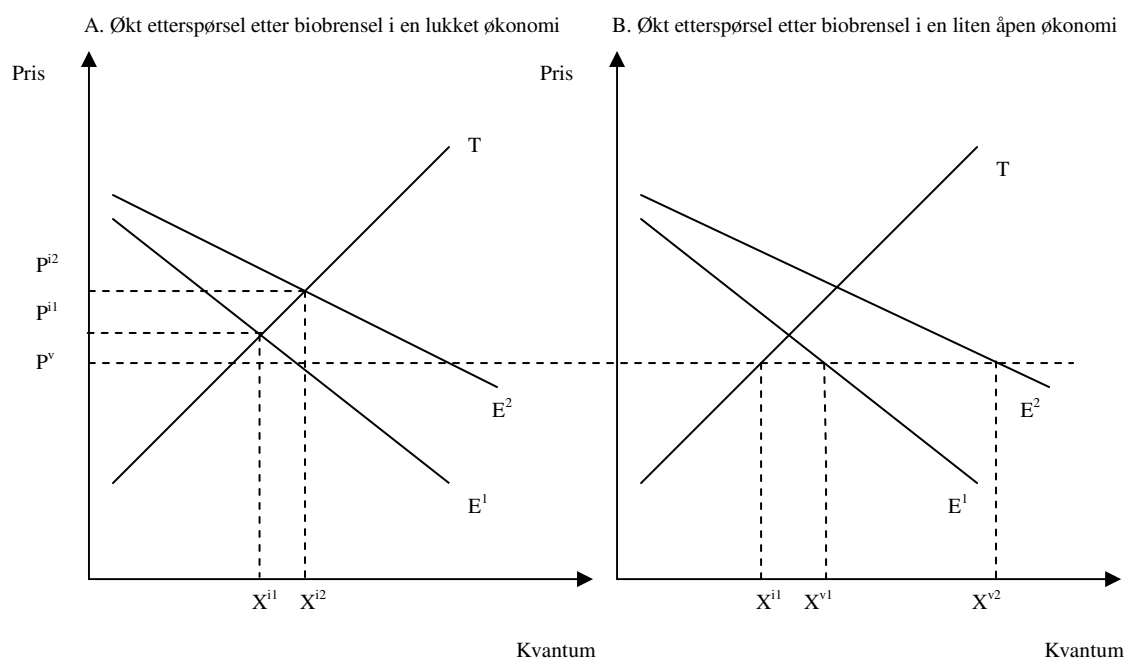 A. Økt etterspørsel etter biobrensel i en lukket økonomi
Pris
T
P^i2
P^i1
P^v
E^2
E^1
X^i1 X^i2
Kvantum
B. Økt etterspørsel etter biobrensel i en liten åpen økonomi
Pris
T
E^2
E^1
X^i1 X^v1 X^v2
Kvantum